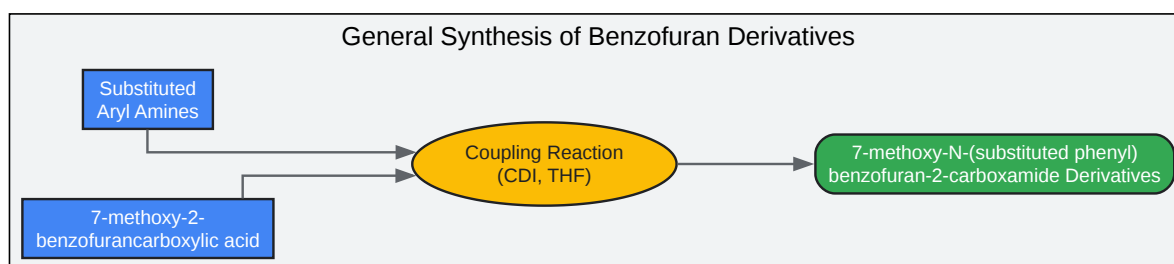 General Synthesis of Benzofuran Derivatives
Substituted
Aryl Amines
7-methoxy-2-
benzofurancarboxylic acid
Coupling Reaction
(CDI, THF)
7-methoxy-N-(substituted phenyl)
benzofuran-2-carboxamide Derivatives